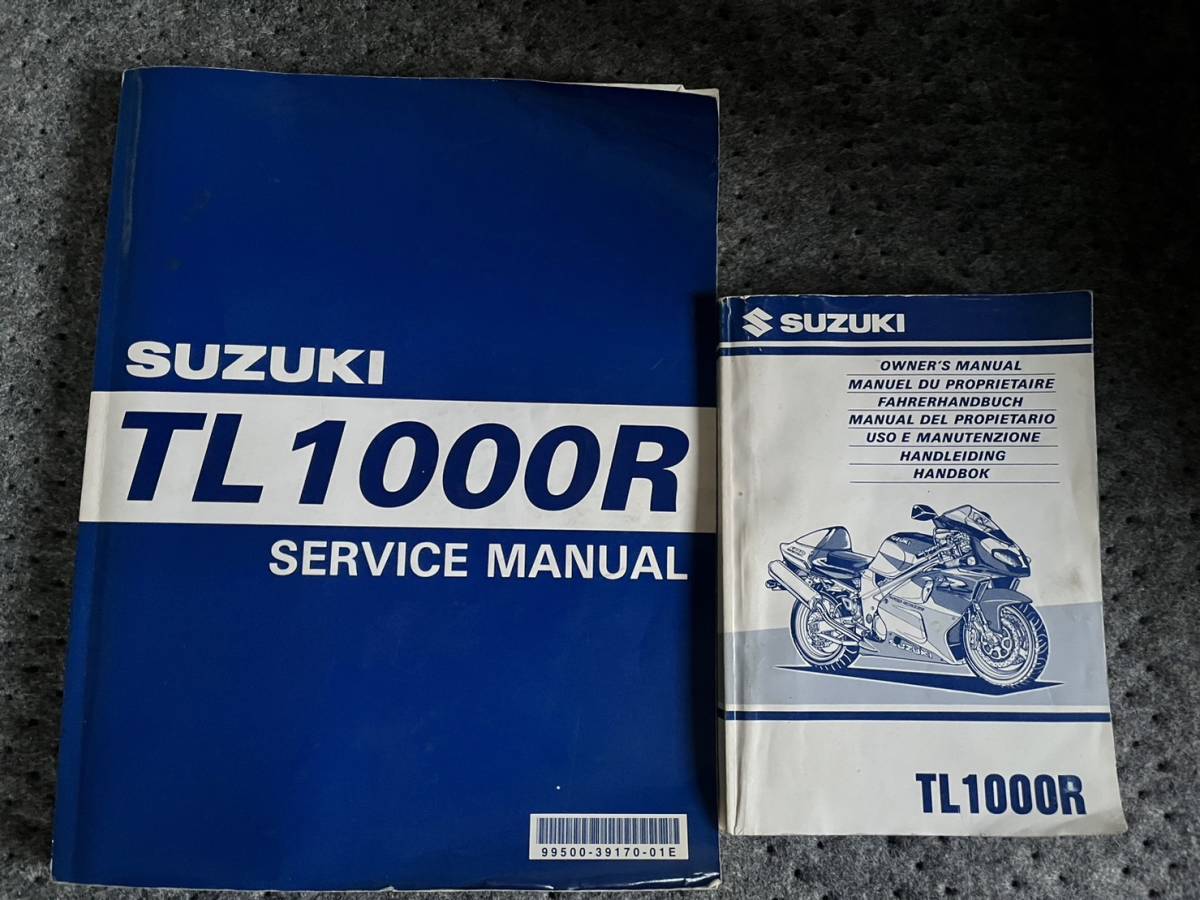 SUZUKI
TL1000R
SERVICE MANUAL
99500-39170-01E
SUZUKI
OWNER'S MANUAL
MANUEL DU PROPRIETAIRE
FAHRERHANDBUCH
MANUAL DEL PROPIETARIO
USO E MANUTENZIONE
HANDLEIDING
HANDBOK
SUZUKI
TL1000R